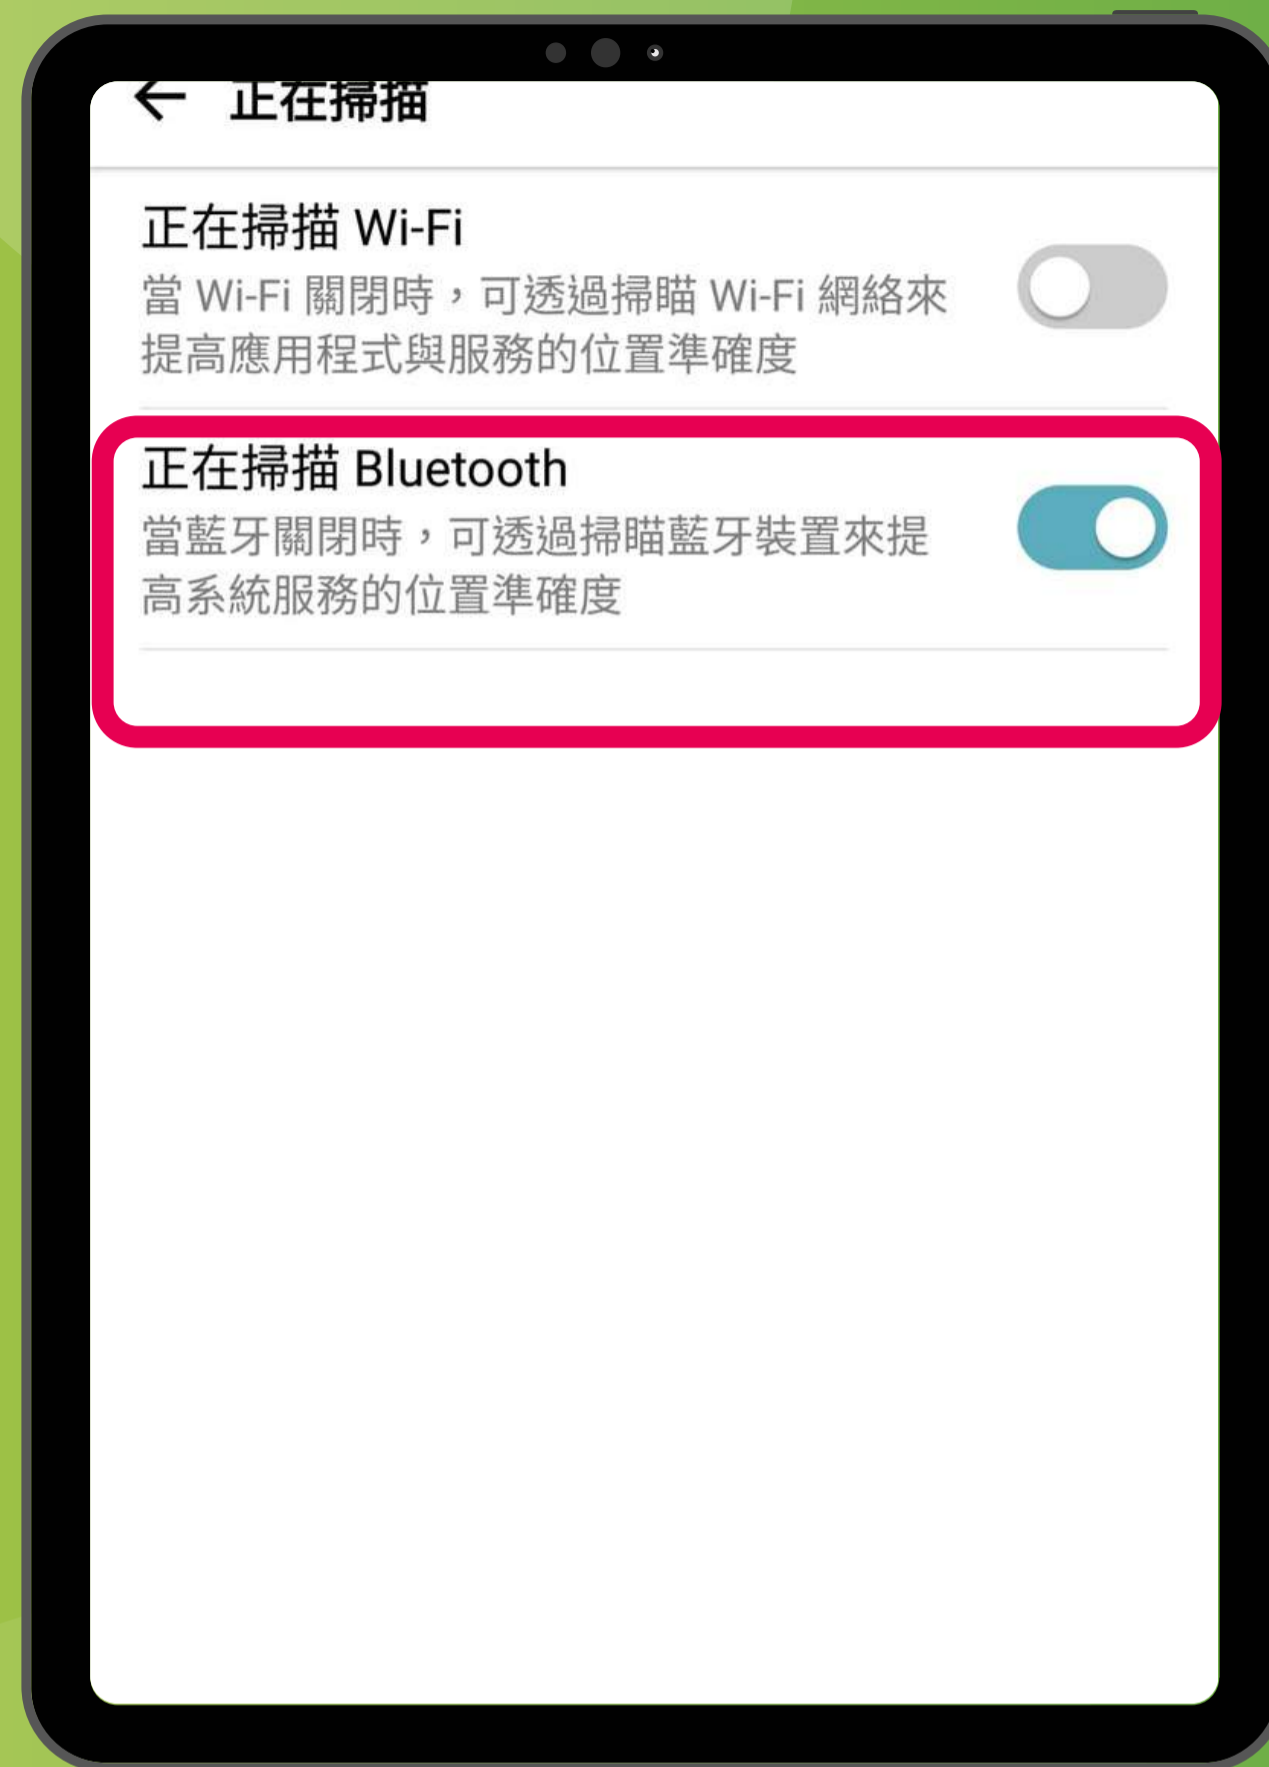 正在掃描
正在掃描 Wi-Fi
當 Wi-Fi 關閉時，可透過掃瞄 Wi-Fi 網絡來
提高應用程式與服務的位置準確度
正在掃描 Bluetooth
當藍牙關閉時，可透過掃瞄藍牙裝置來提
高系統服務的位置準確度